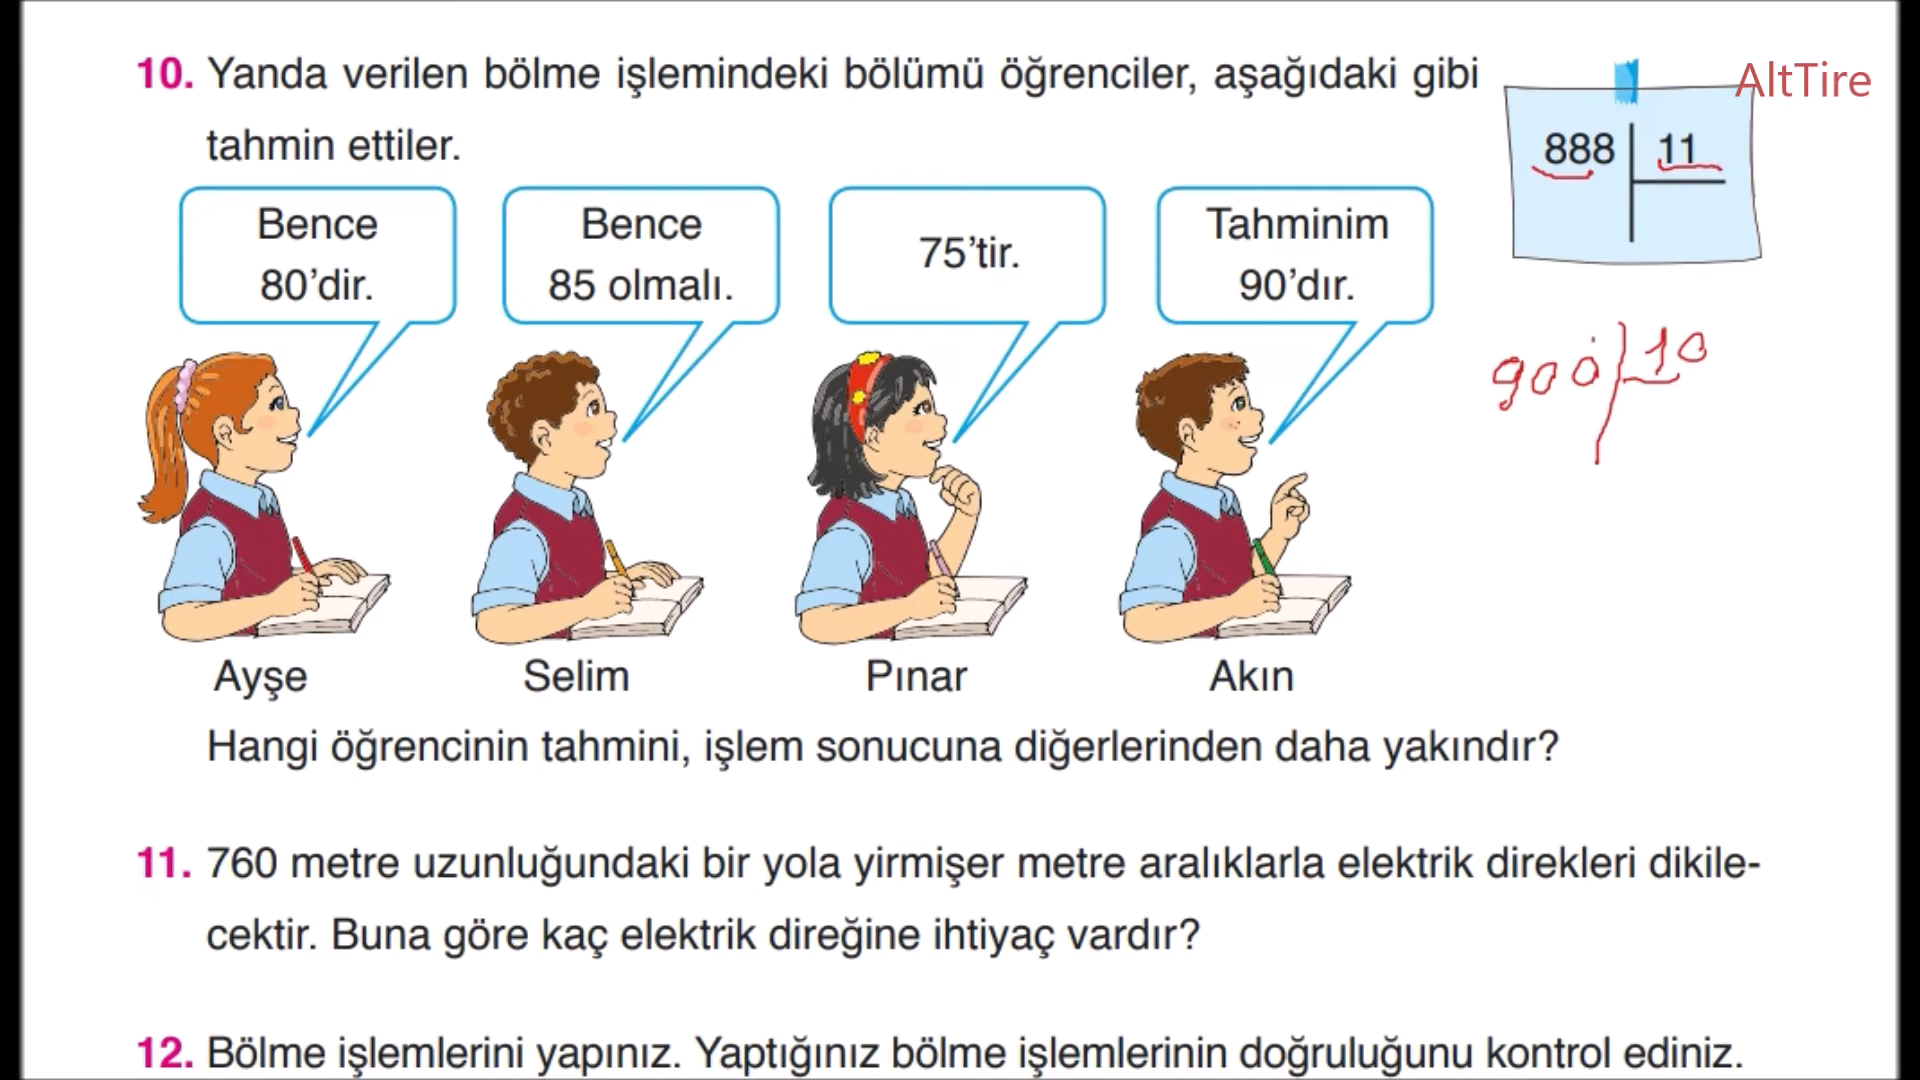 10. Yanda verilen bölme işlemindeki bölümü öğrenciler, aşağıdaki gibi
tahmin ettiler.
AltTire
888 11
Bence
80’dir.
Bence
85 olmalı.
75’tir.
Tahminim
90’dır.
900 10
Ayşe Selim Pınar Akın
Hangi öğrencinin tahmini, işlem sonucuna diğerlerinden daha yakındır?
11. 760 metre uzunluğundaki bir yola yirmişer metre aralıklarla elektrik direkleri dikile-
cektir. Buna göre kaç elektrik direğine ihtiyaç vardır?
12. Bölme işlemlerini yapınız. Yaptığınız bölme işlemlerinin doğruluğunu kontrol ediniz.